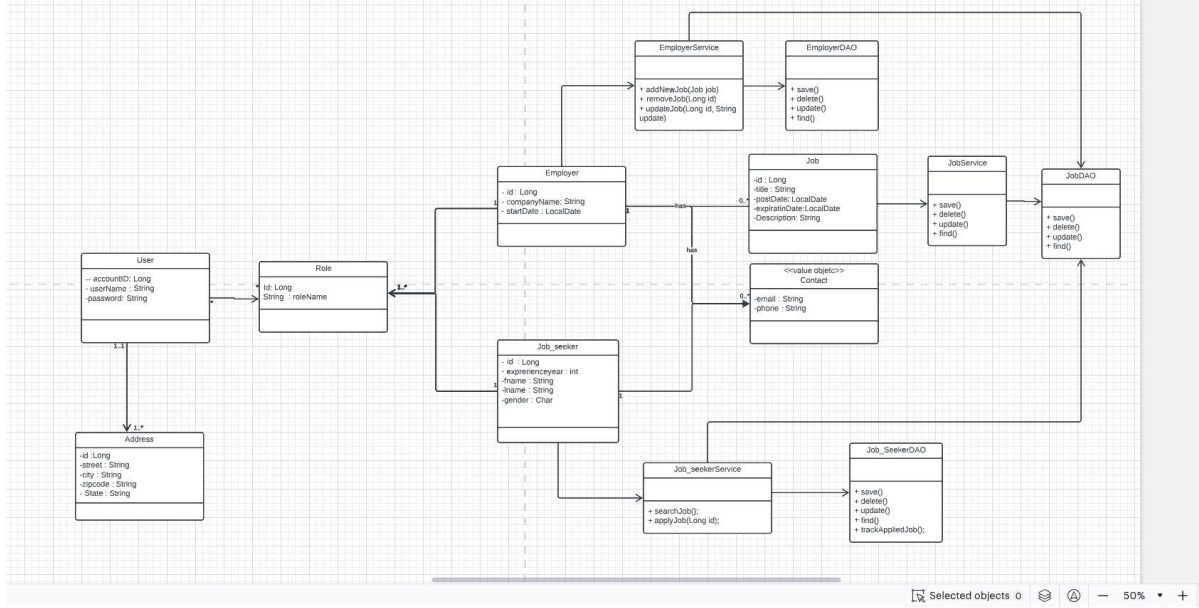 EmployerService
+ addNewJob(Job job)
+ removeJob(Long id)
+ updateJob(Long id, String
update)
EmployerDAO
+ save()
+ delete()
+ update()
+ find()
Employer
- id : Long
- companyName: String
- startDate : LocalDate
1
1
has
0..*
Job
-id : Long
-title : String
-postDate: LocalDate
-expiratinDate:LocalDate
-Description: String
JobService
+ save()
+ delete()
+ update()
+ find()
JobDAO
+ save()
+ delete()
+ update()
+ find()
has
User
-- accountID: Long
- userName : String
-password: String
*
1..1
Role
*
Id: Long
String : roleName
1..*
<<value objetc>>
Contact
0..*
-email : String
-phone : String
Job_seeker
- id : Long
- exprerienceyear : int
-fname : String
-lname : String
-gender : Char
1
1
1..*
Address
-id :Long
-street : String
-city : String
-zipcode : String
- State : String
Job_seekerService
+ searchJob();
+ applyJob(Long id);
Job_SeekerDAO
+ save()
+ delete()
+ update()
+ find()
+ trackAppliedJob();
Selected objects 0
50%